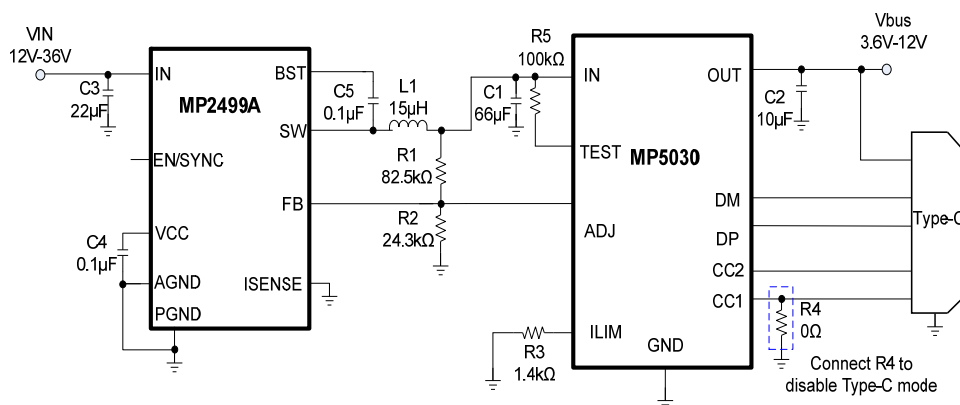 VIN
12V-36V
C3
22µF
IN
MP2499A
BST
C5
0.1µF
L1
15µH
SW
EN/SYNC
R1
82.5kΩ
FB
R2
24.3kΩ
VCC
C4
0.1µF
AGND
ISENSE
PGND
R5
100kΩ
C1
66µF
IN
TEST
MP5030
OUT
ADJ
DM
DP
CC2
CC1
ILIM
R3
1.4kΩ
GND
Vbus
3.6V-12V
C2
10µF
Type-C
R4
0Ω
Connect R4 to
disable Type-C mode